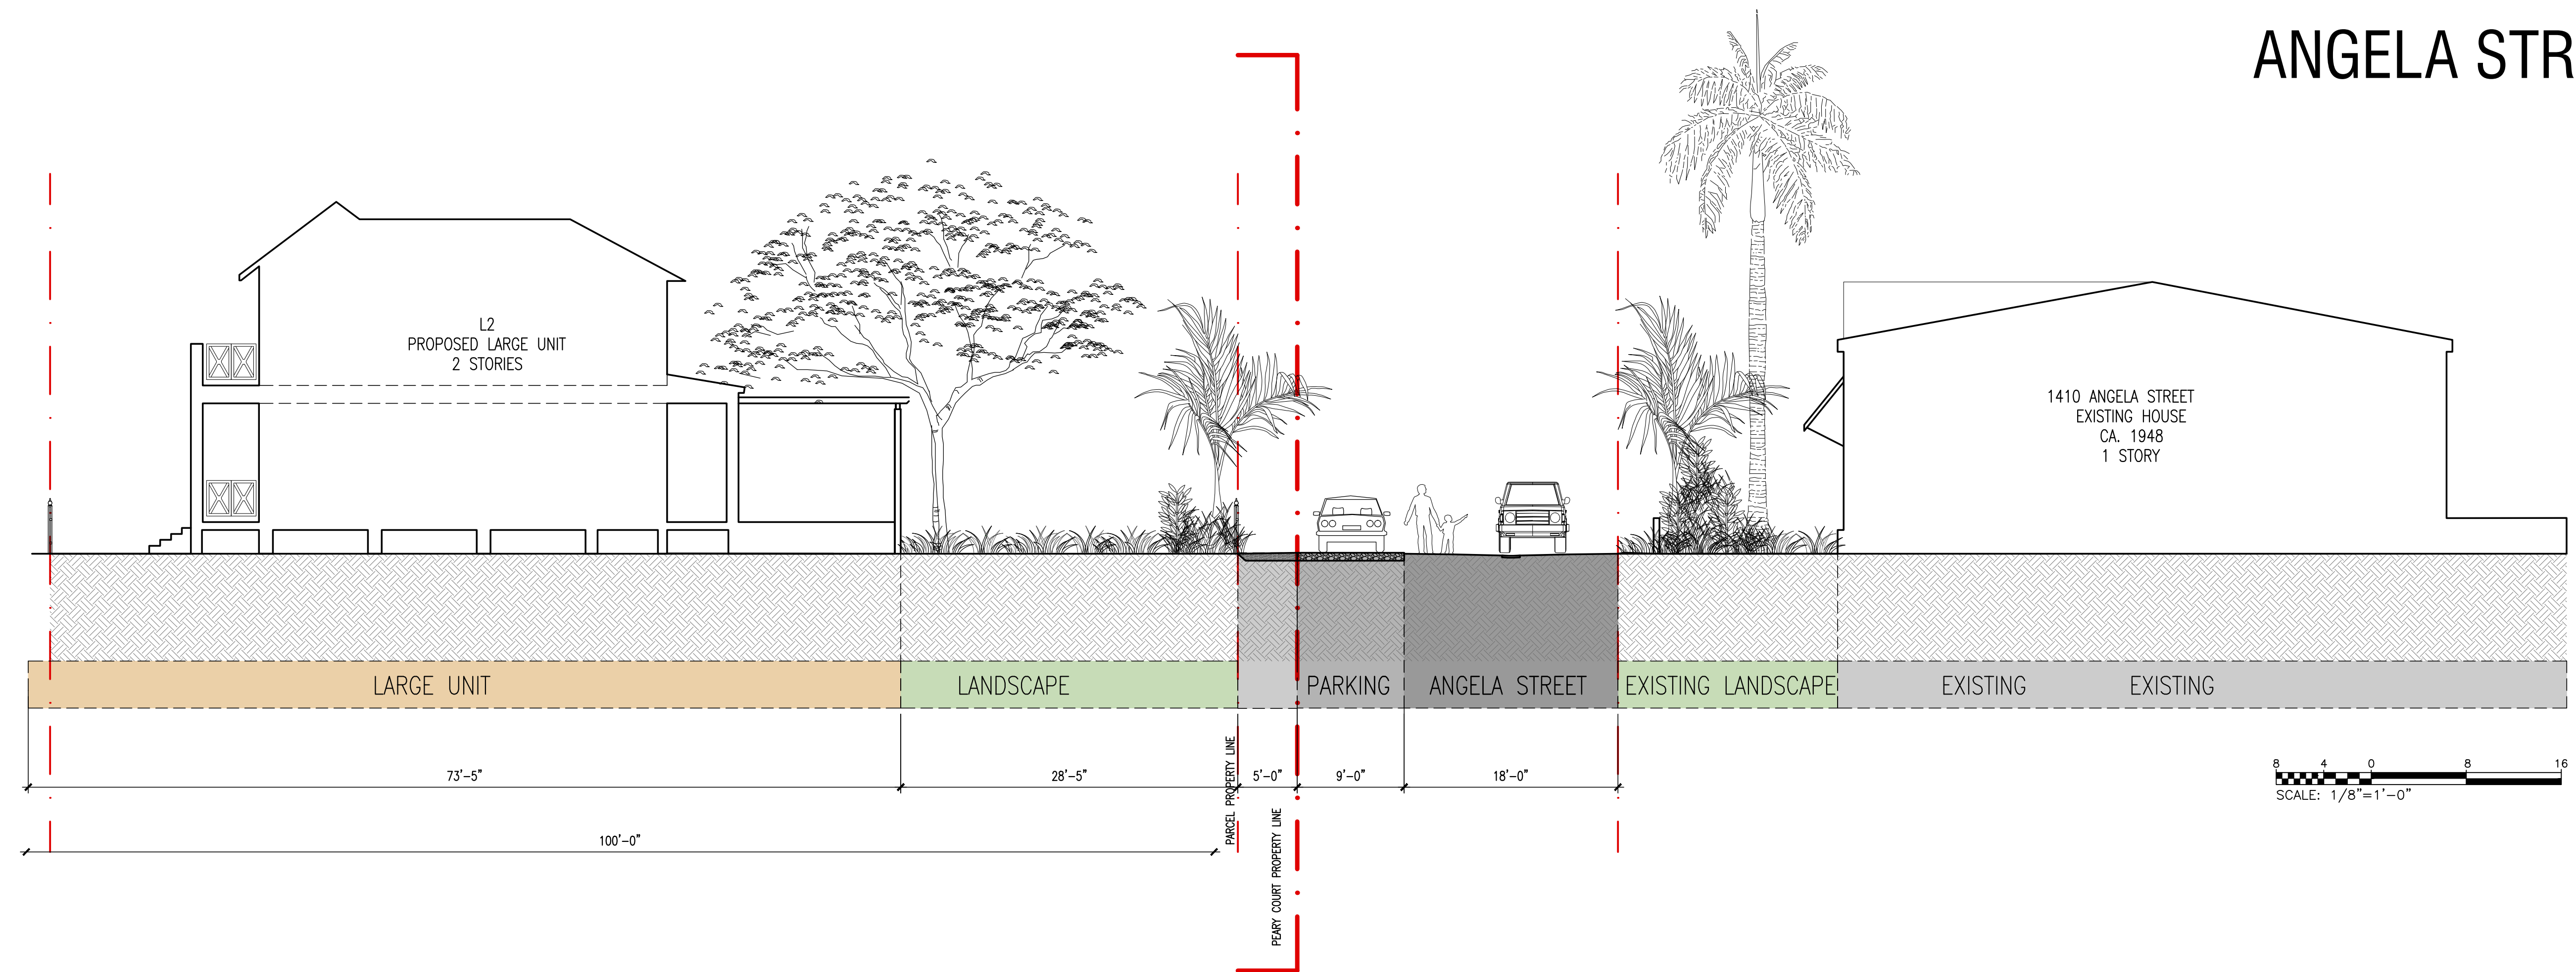 ANGELA STR
L2
PROPOSED LARGE UNIT
2 STORIES
1410 ANGELA STREET
EXISTING HOUSE
CA. 1948
1 STORY
LARGE UNIT
LANDSCAPE
PARKING
ANGELA STREET
EXISTING LANDSCAPE
EXISTING
EXISTING
73'-5"
28'-5"
5'-0"
9'-0"
18'-0"
100'-0"
PARCEL PROPERTY LINE
PEARY COURT PROPERTY LINE
8 4 0 8 16
SCALE: 1/8"=1'-0"